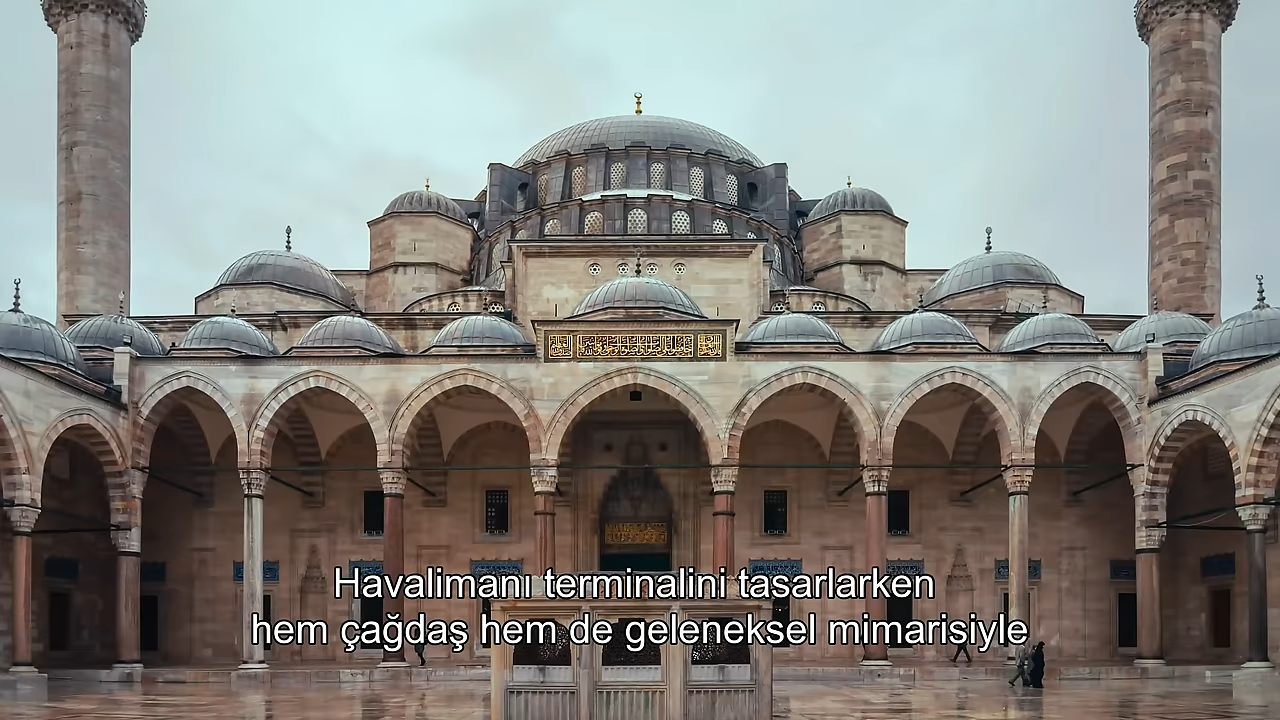 Havalimanı terminalini tasarlarken
hem çağdaş hem de geleneksel mimarisiyle